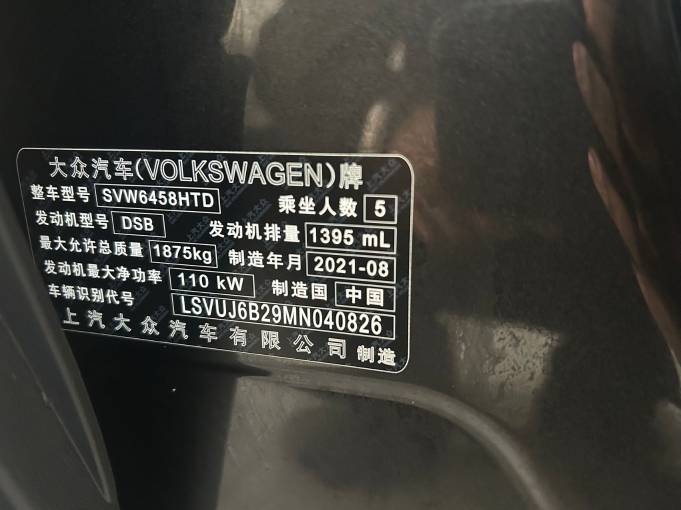 大众汽车(VOLKSWAGEN)牌
整车型号 SVW6458HTD 乘坐人数 5
发动机型号 DSB 发动机排量 1395 mL
最大允许总质量 1875kg 制造年月 2021-08
发动机最大净功率 110 kW 制造国 中国
车辆识别代号 LSVUJ6B29MN040826
上汽大众汽车有限公司 制造